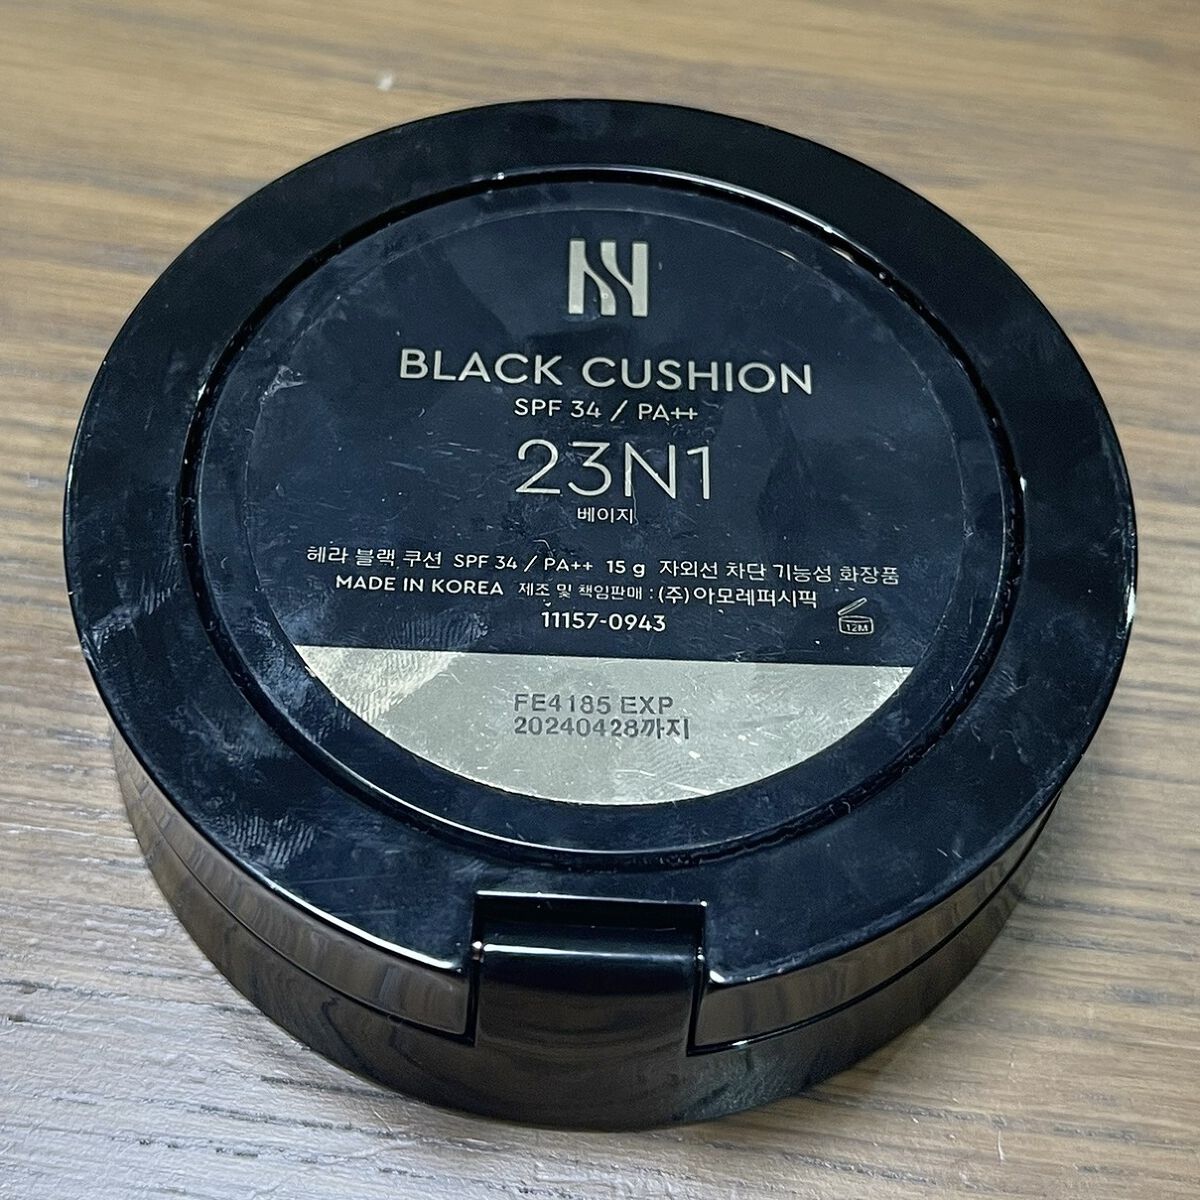 BLACK CUSHION
SPF 34 / PA++
23N1
베이지
헤라 블랙 쿠션 SPF 34 / PA++ 15 g 자외선 차단 기능성 화장품
MADE IN KOREA 제조 및 책임판매 : (주)아모레퍼시픽
11157-0943
12M
FE4185 EXP
20240428까지